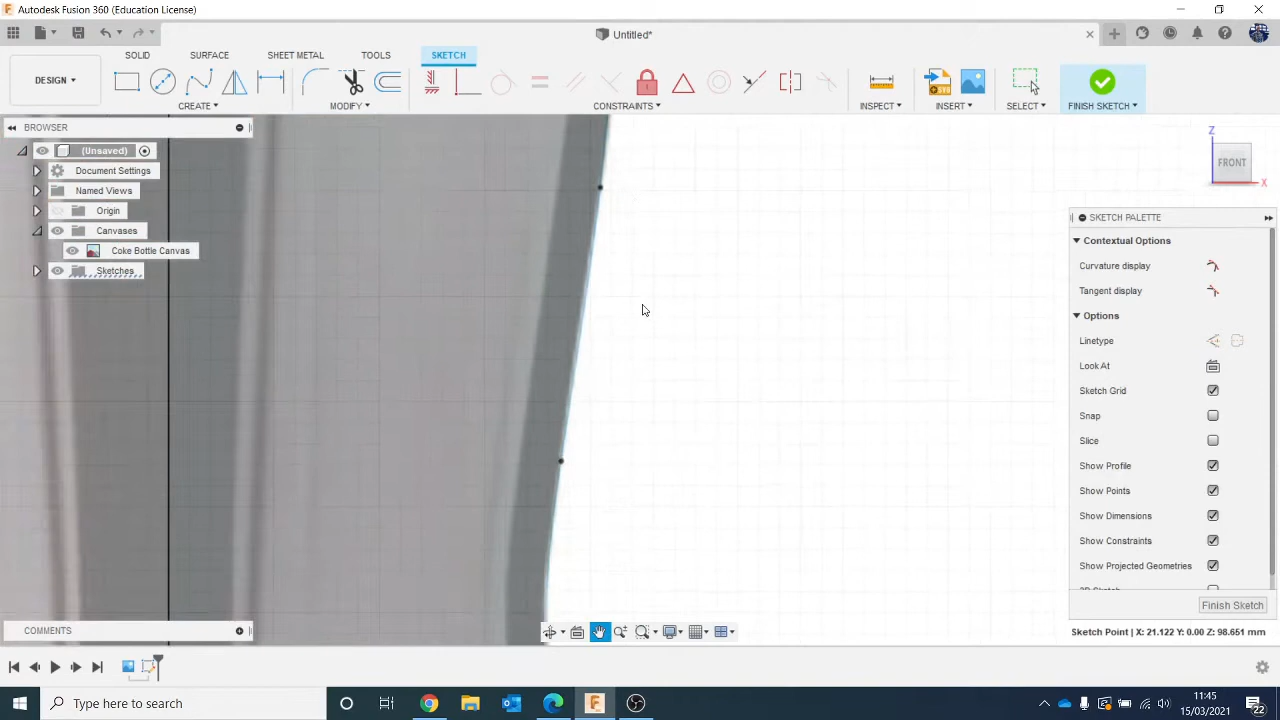 Autodesk Fusion 360 (Education License)
Untitled*
SOLID SURFACE SHEET METAL TOOLS SKETCH
DESIGN
CREATE MODIFY CONSTRAINTS INSPECT INSERT SELECT FINISH SKETCH
BROWSER
(Unsaved)
Document Settings
Named Views
Origin
Canvases
Coke Bottle Canvas
Sketches
Z
FRONT
X
SKETCH PALETTE
Contextual Options
Curvature display
Tangent display
Options
Linetype
Look At
Sketch Grid
Snap
Slice
Show Profile
Show Points
Show Dimensions
Show Constraints
Show Projected Geometries
Finish Sketch
COMMENTS
Sketch Point | X: 21.122 Y: 0.00 Z: 98.651 mm
Type here to search
11:45
15/03/2021
22